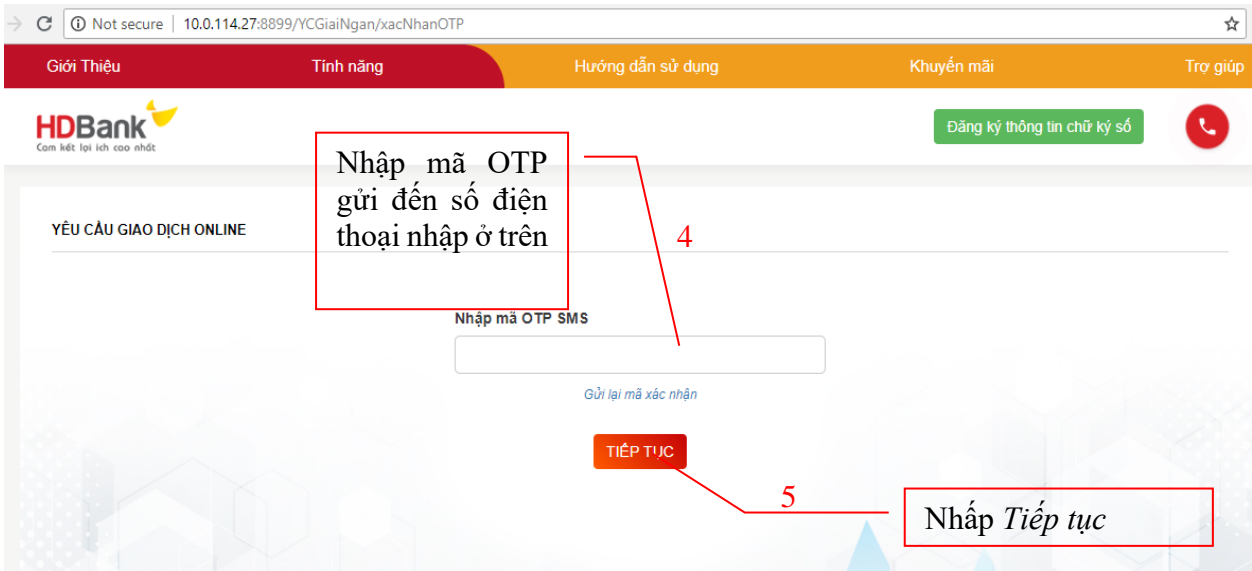 Not secure | 10.0.114.27:8899/YCGiaiNgan/xacNhanOTP
Giới Thiệu Tính năng Hướng dẫn sử dụng Khuyến mãi Trợ giúp
HDBank
Cam kết lợi ích cao nhất
Đăng ký thông tin chữ ký số
Nhập mã OTP
gửi đến số điện
thoại nhập ở trên
YÊU CẦU GIAO DỊCH ONLINE
4
Nhập mã OTP SMS
Gửi lại mã xác nhận
TIẾP TỤC
5
Nhấp Tiếp tục